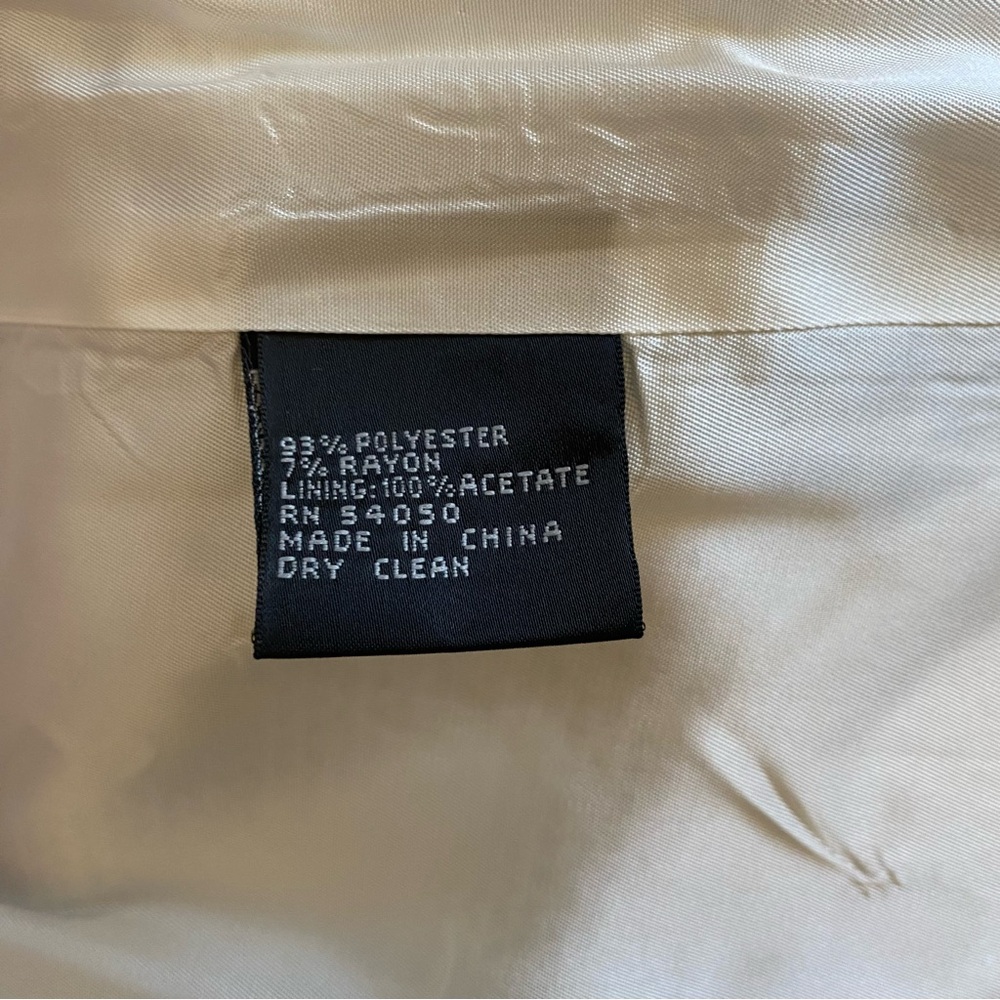 93% POLYESTER
7% RAYON
LINING: 100% ACETATE
RN 54050
MADE IN CHINA
DRY CLEAN